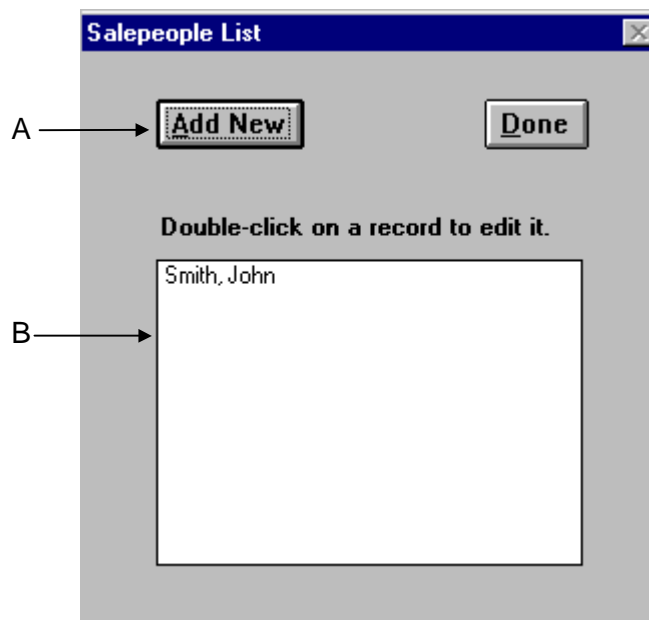 Salepeople List
A
Add New
Done
Double-click on a record to edit it.
Smith, John
B